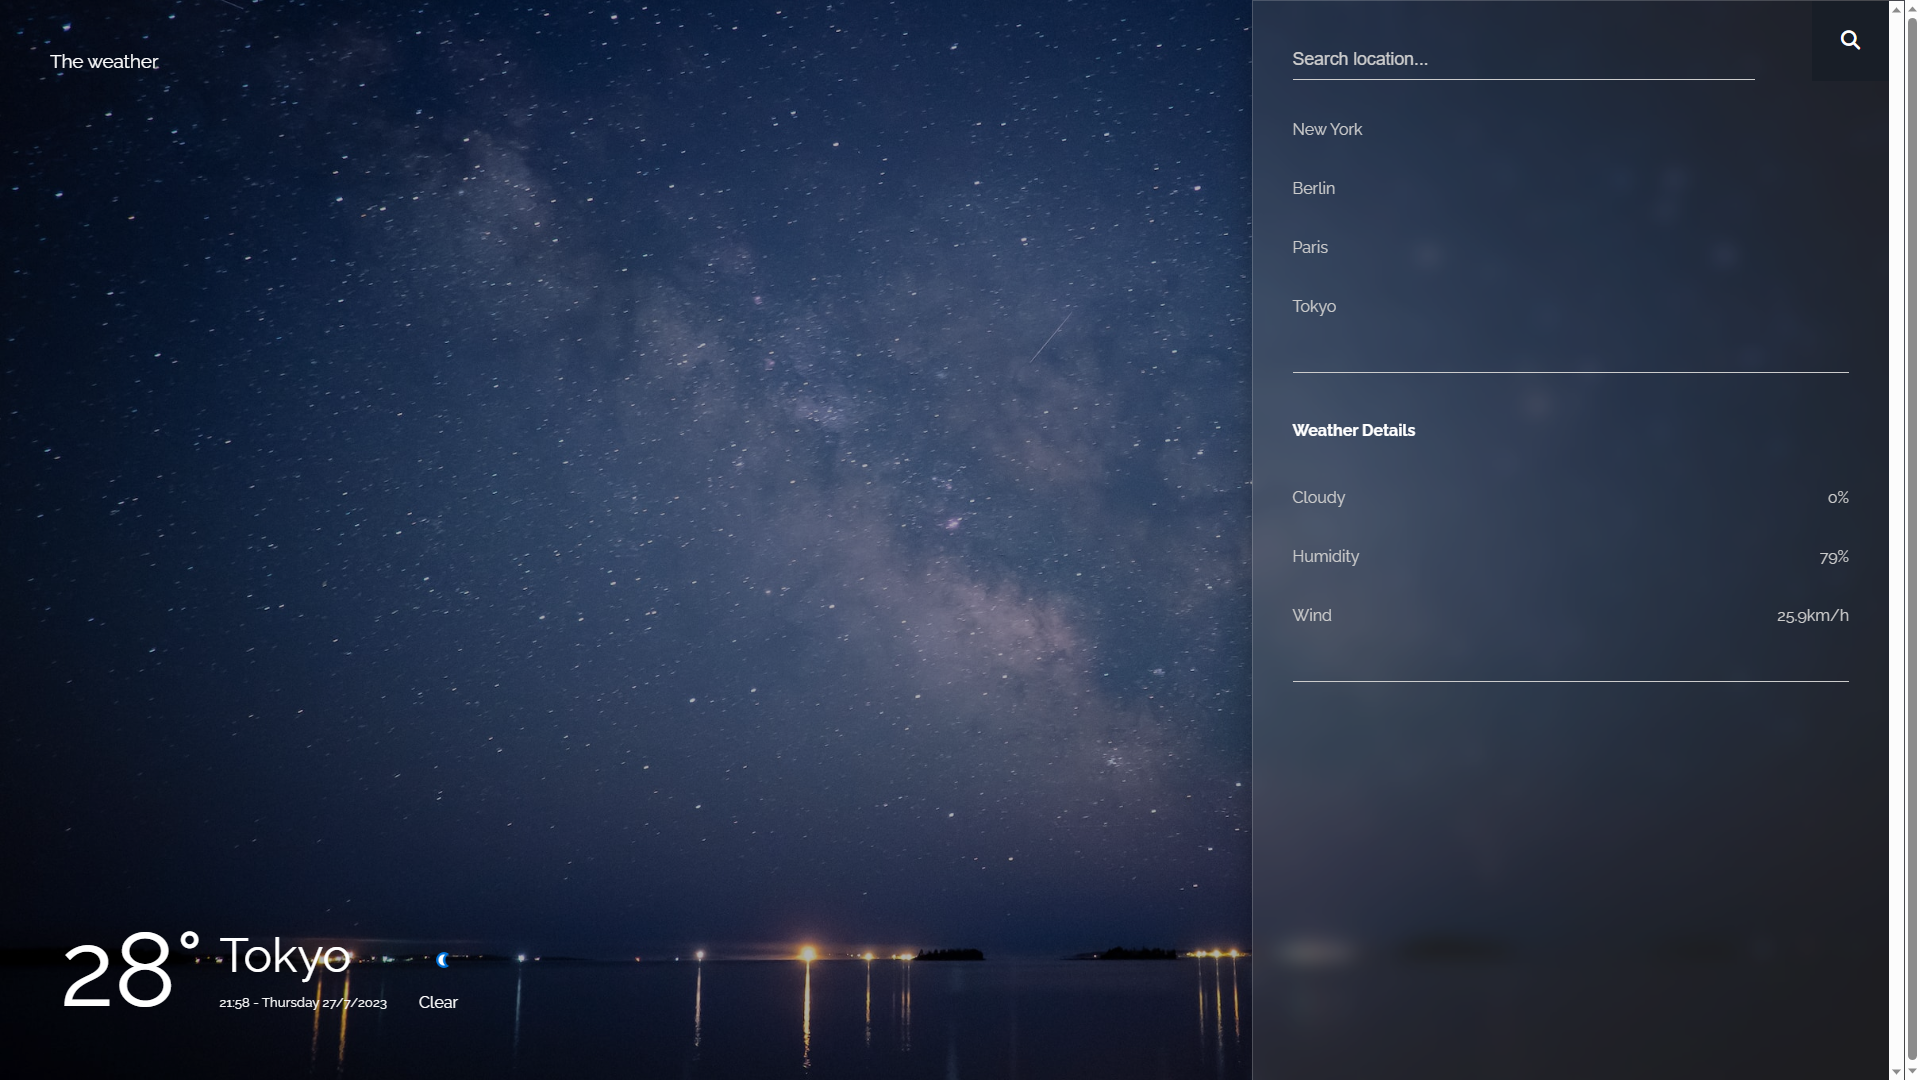 The weather
Search location...
New York
Berlin
Paris
Tokyo
Weather Details
Cloudy 0%
Humidity 79%
Wind 25.9km/h
28°
Tokyo
21:58 - Thursday 27/7/2023
Clear